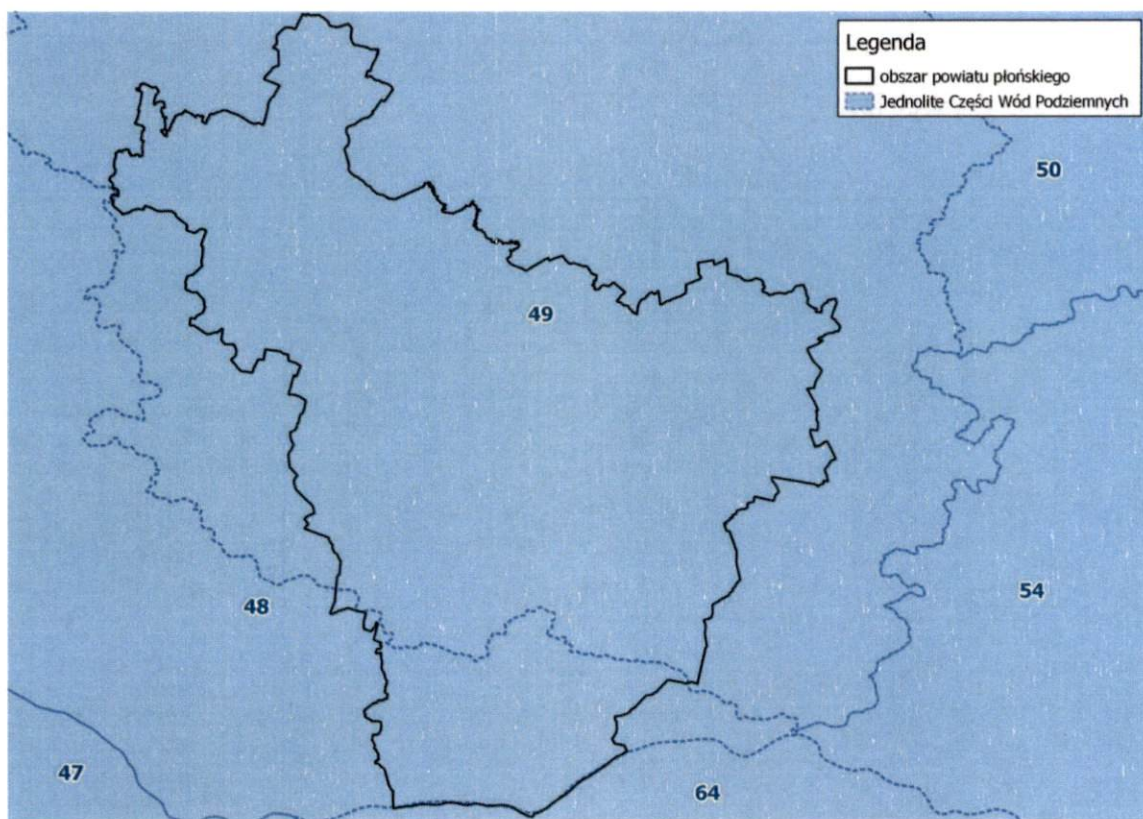 Legenda
obszar powiatu płońskiego
Jednolite Części Wód Podziemnych
50
49
54
48
47
64